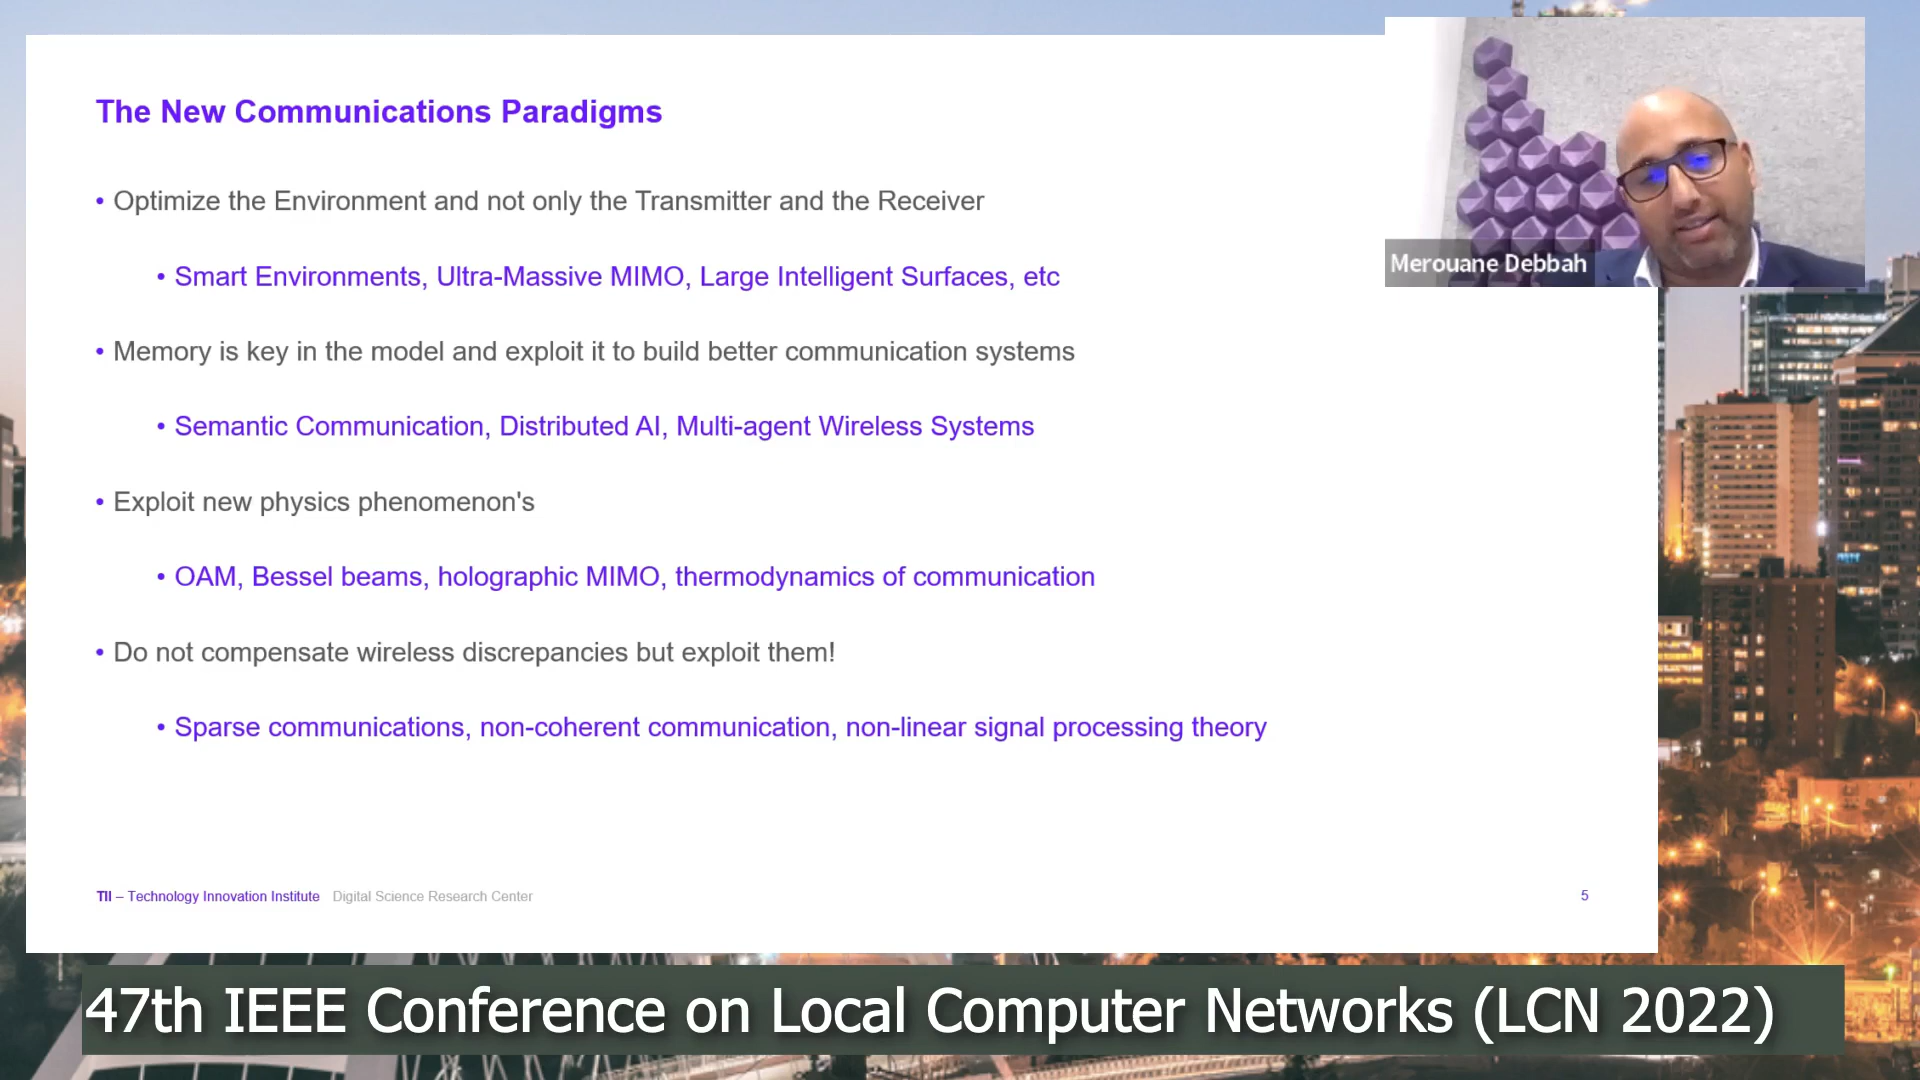 The New Communications Paradigms
• Optimize the Environment and not only the Transmitter and the Receiver
• Smart Environments, Ultra-Massive MIMO, Large Intelligent Surfaces, etc
Merouane Debbah
• Memory is key in the model and exploit it to build better communication systems
• Semantic Communication, Distributed AI, Multi-agent Wireless Systems
• Exploit new physics phenomenon's
• OAM, Bessel beams, holographic MIMO, thermodynamics of communication
• Do not compensate wireless discrepancies but exploit them!
• Sparse communications, non-coherent communication, non-linear signal processing theory
TII – Technology Innovation Institute Digital Science Research Center 5
47th IEEE Conference on Local Computer Networks (LCN 2022)